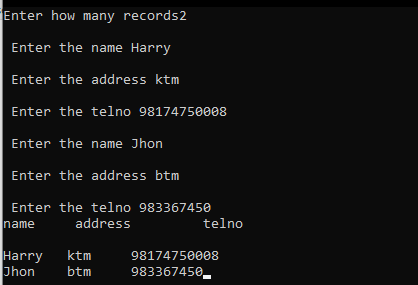 Enter how many records2
Enter the name Harry
Enter the address ktm
Enter the telno 98174750008
Enter the name Jhon
Enter the address btm
Enter the telno 983367450
name address telno
Harry ktm 98174750008
Jhon btm 983367450